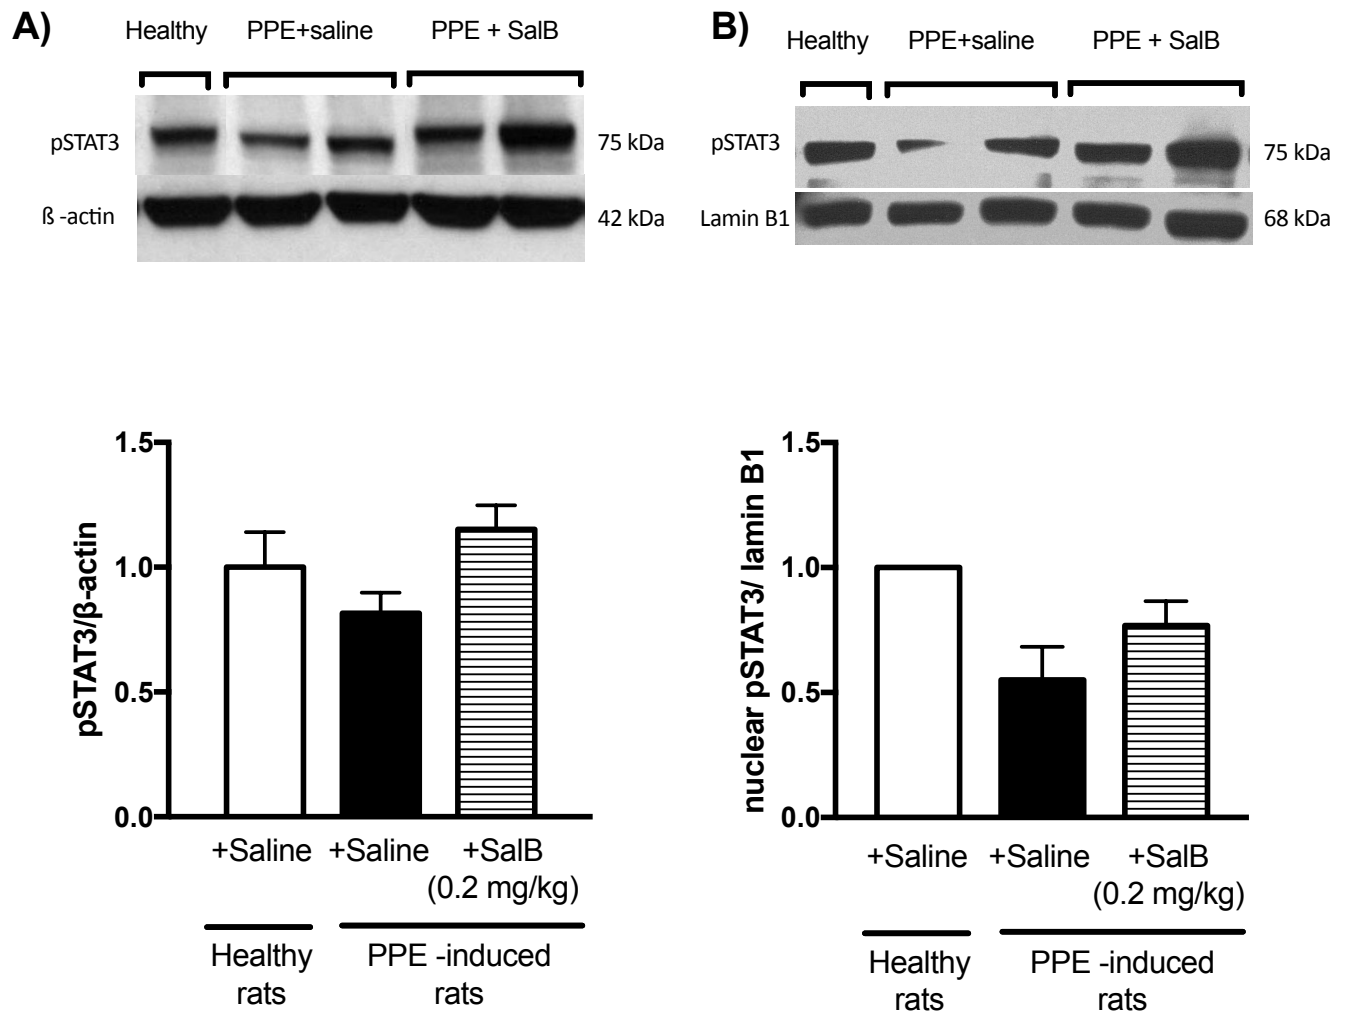 A)
Healthy PPE+saline PPE + SalB
pSTAT3 75 kDa
ß -actin 42 kDa
B)
Healthy PPE+saline PPE + SalB
pSTAT3 75 kDa
Lamin B1 68 kDa
pSTAT3/β-actin
1.5
1.0
0.5
0.0
+Saline +Saline +SalB
(0.2 mg/kg)
Healthy PPE -induced
rats rats
nuclear pSTAT3/ lamin B1
1.5
1.0
0.5
0.0
+Saline +Saline +SalB
(0.2 mg/kg)
Healthy PPE -induced
rats rats